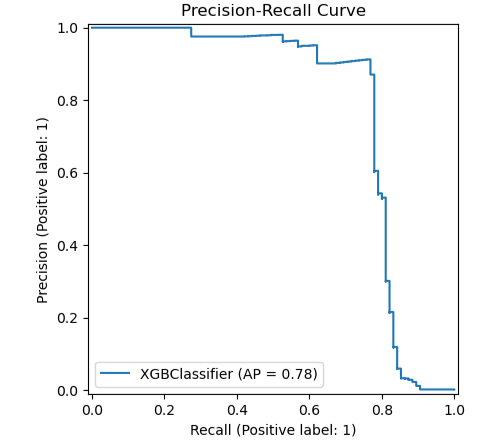 Precision-Recall Curve
1.0
0.8
0.6
0.4
0.2
0.0
Precision (Positive label: 1)
XGBClassifier (AP = 0.78)
0.0 0.2 0.4 0.6 0.8 1.0
Recall (Positive label: 1)